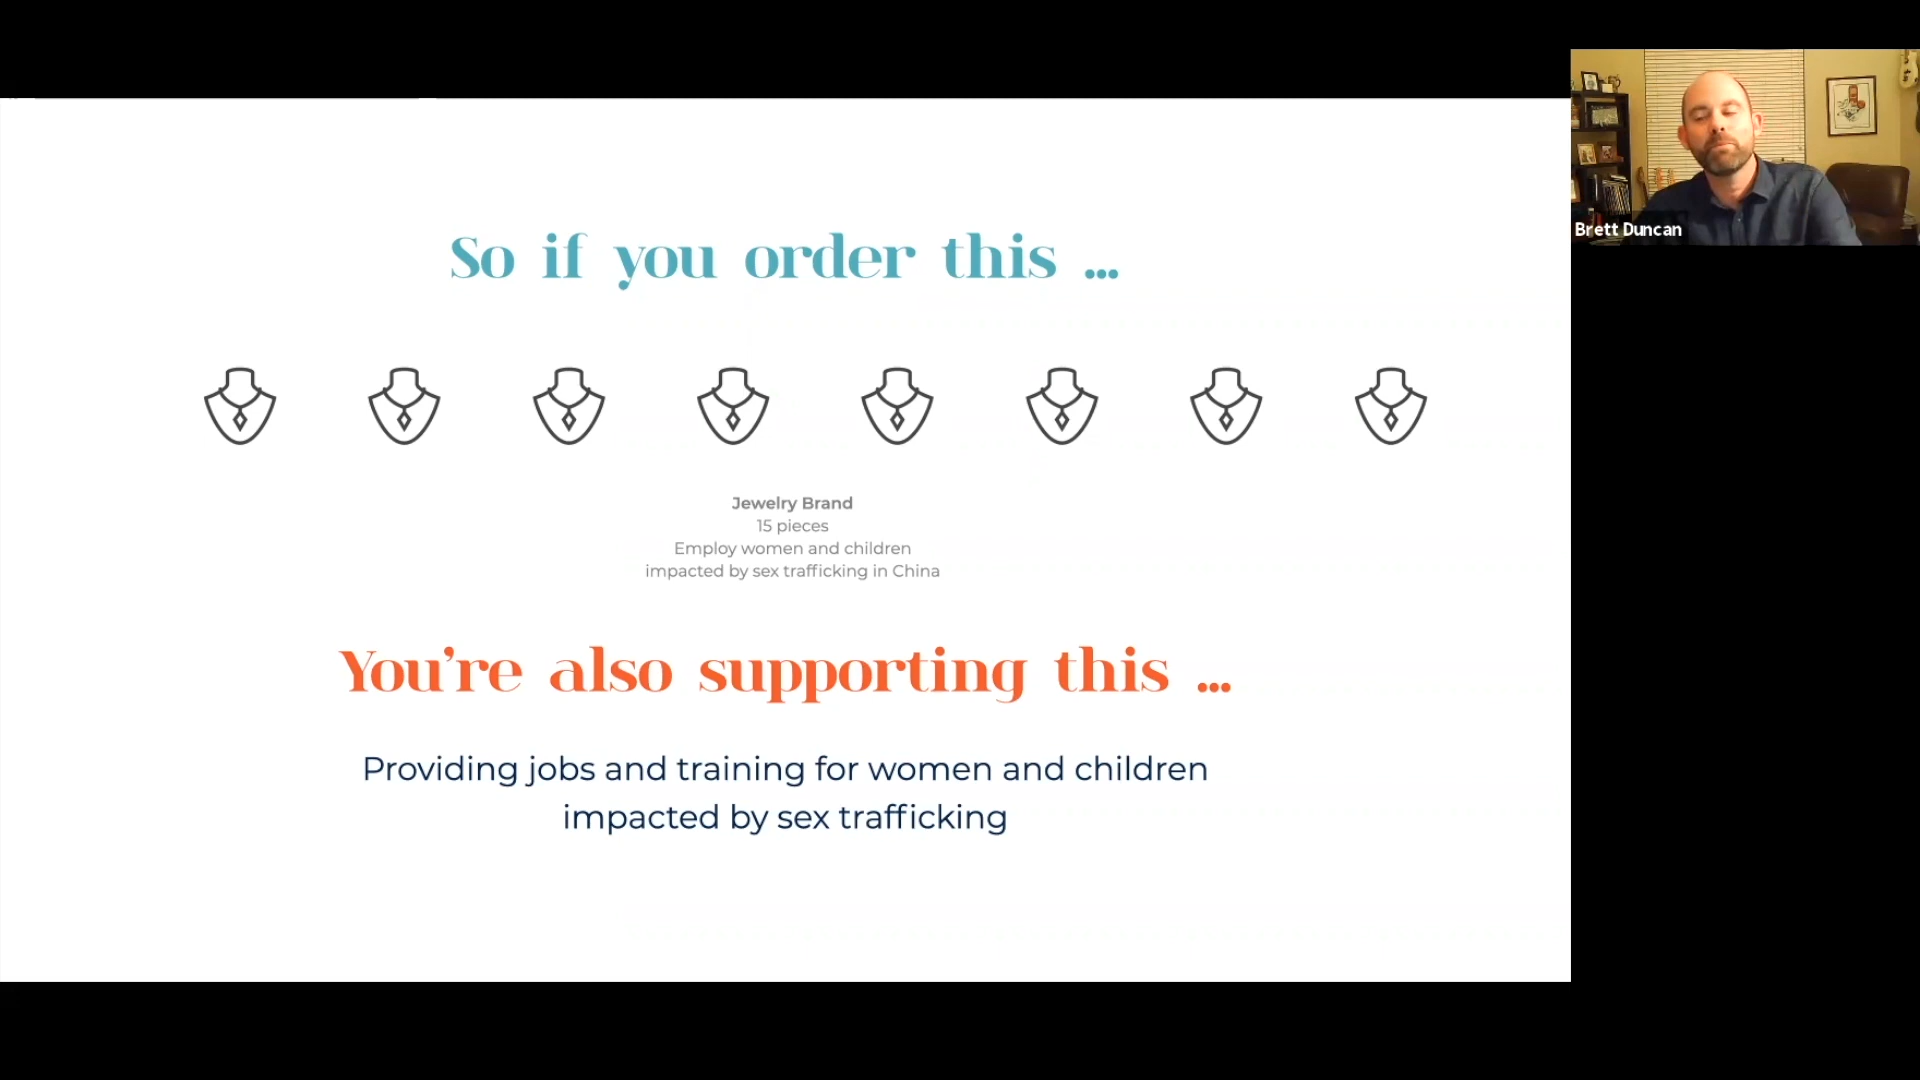 So if you order this ...
Jewelry Brand
15 pieces
Employ women and children
impacted by sex trafficking in China
You're also supporting this ...
Providing jobs and training for women and children
impacted by sex trafficking
Brett Duncan